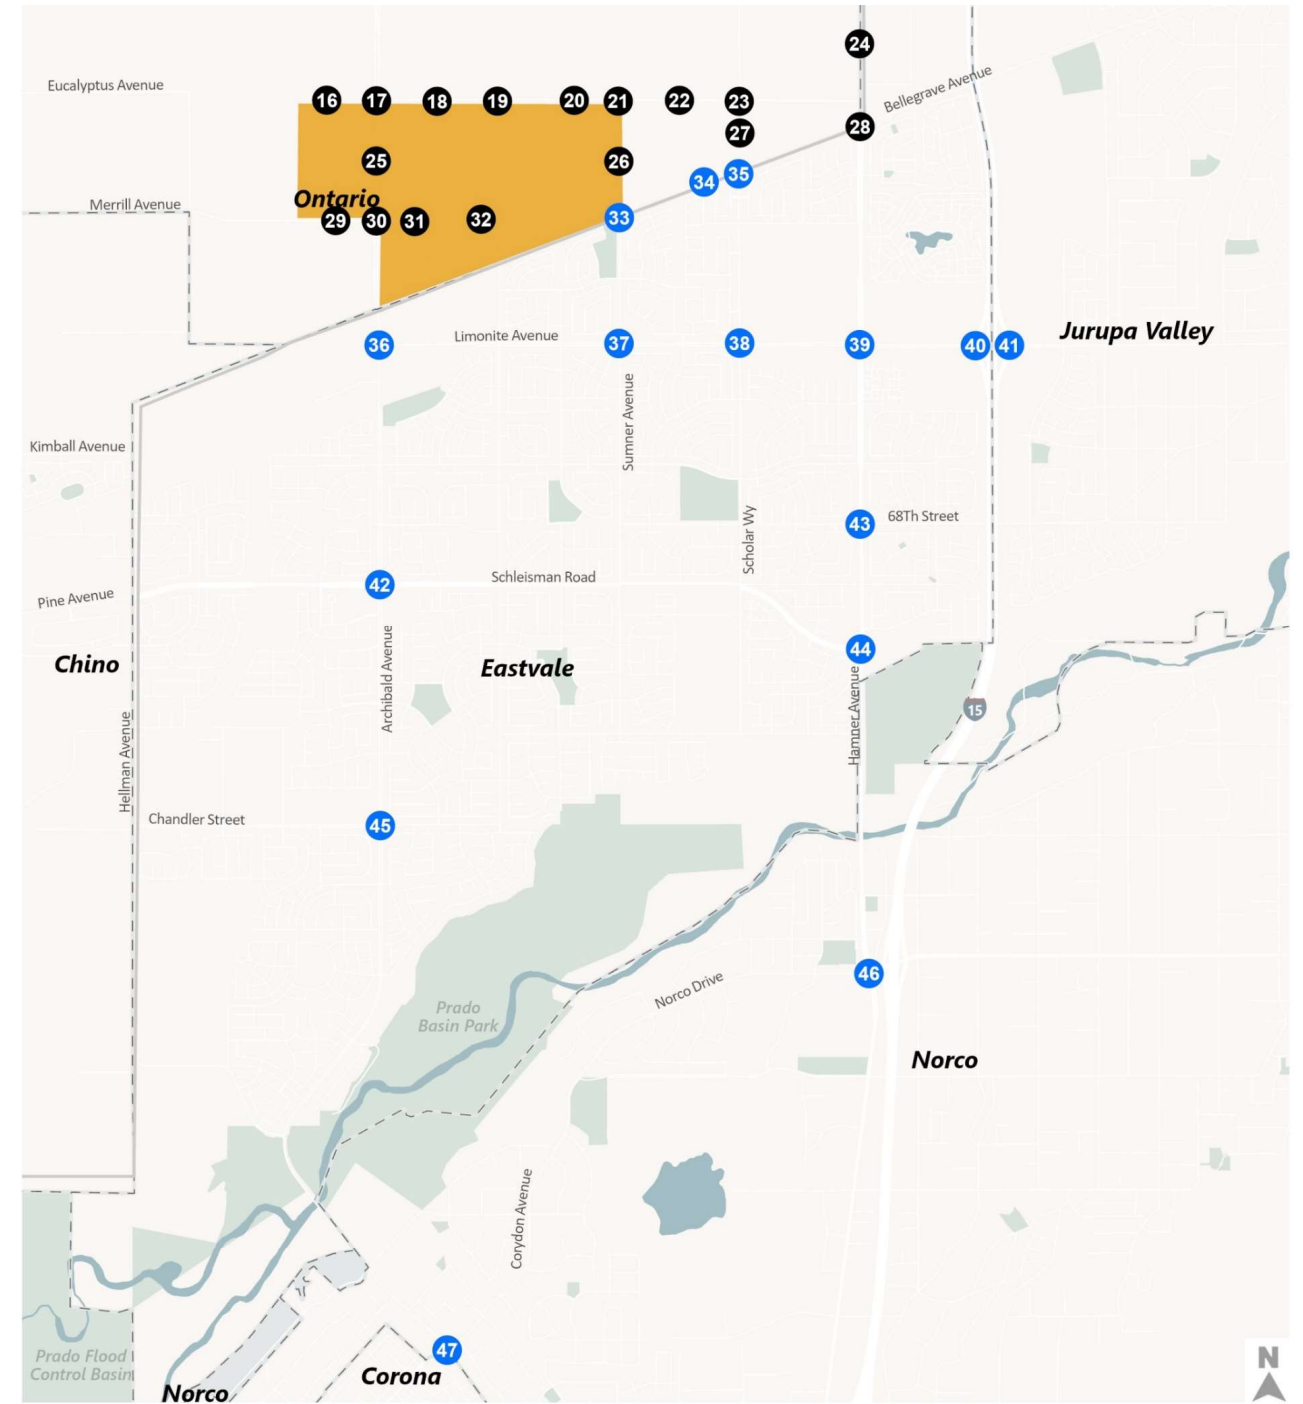 24
Bellegrave Avenue
Eucalyptus Avenue
16
17
18
19
20
21
22
23
27
28
25
26
34
35
Ontario
Merrill Avenue
29
30
31
32
33
Jurupa Valley
36
Limonite Avenue
37
38
39
40
41
Sumner Avenue
Kimball Avenue
43
68Th Street
Scholar Wy
42
Schleisman Road
Pine Avenue
44
Chino
Archibald Avenue
Eastvale
Hamner Avenue
15
Hellman Avenue
Chandler Street
45
46
Norco Drive
Prado
Basin Park
Norco
Corydon Avenue
47
Prado Flood
Control Basin
Corona
Norco
N